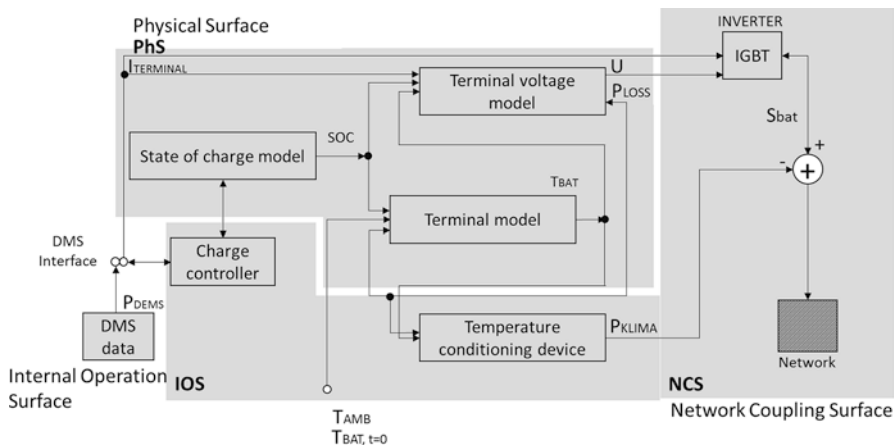 Physical Surface
PhS
ITERMINAL
INVERTER
IGBT
U
Terminal voltage
model
PLOSS
Sbat
+
-
+
SOC
State of charge model
TBAT
Terminal model
DMS
Interface
Charge
controller
PDEMS
DMS
data
Temperature
conditioning device
PKLIMA
Network
Internal Operation
Surface
IOS
NCS
Network Coupling Surface
TAMB
TBAT, t=0